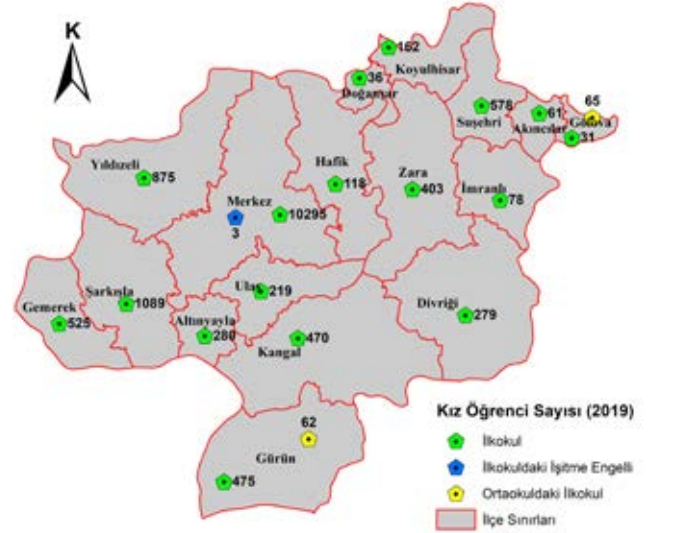 K
162
Koyulhisar
36
Doğanşar
578
Suşehri
61
Akıncılar
65
Gölova
31
Yıldızeli
875
Hafik
118
Zara
403
İmranlı
78
Merkez
10295
3
Ulaş
219
Şarkışla
1089
Gemerek
525
Altınyayla
280
Kangal
470
Divriği
279
62
Gürün
475
Kız Öğrenci Sayısı (2019)
İlkokul
İlkokuldaki İşitme Engelli
Ortaokuldaki İlkokul
İlçe Sınırları